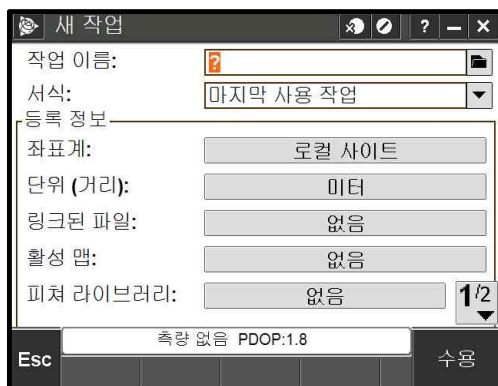 새 작업 ? – ×
작업 이름: ?
서식: 마지막 사용 작업
등록 정보
좌표계: 로컬 사이트
단위 (거리): 미터
링크된 파일: 없음
활성 맵: 없음
피쳐 라이브러리: 없음 1/2
측량 없음 PDOP:1.8
Esc 수용